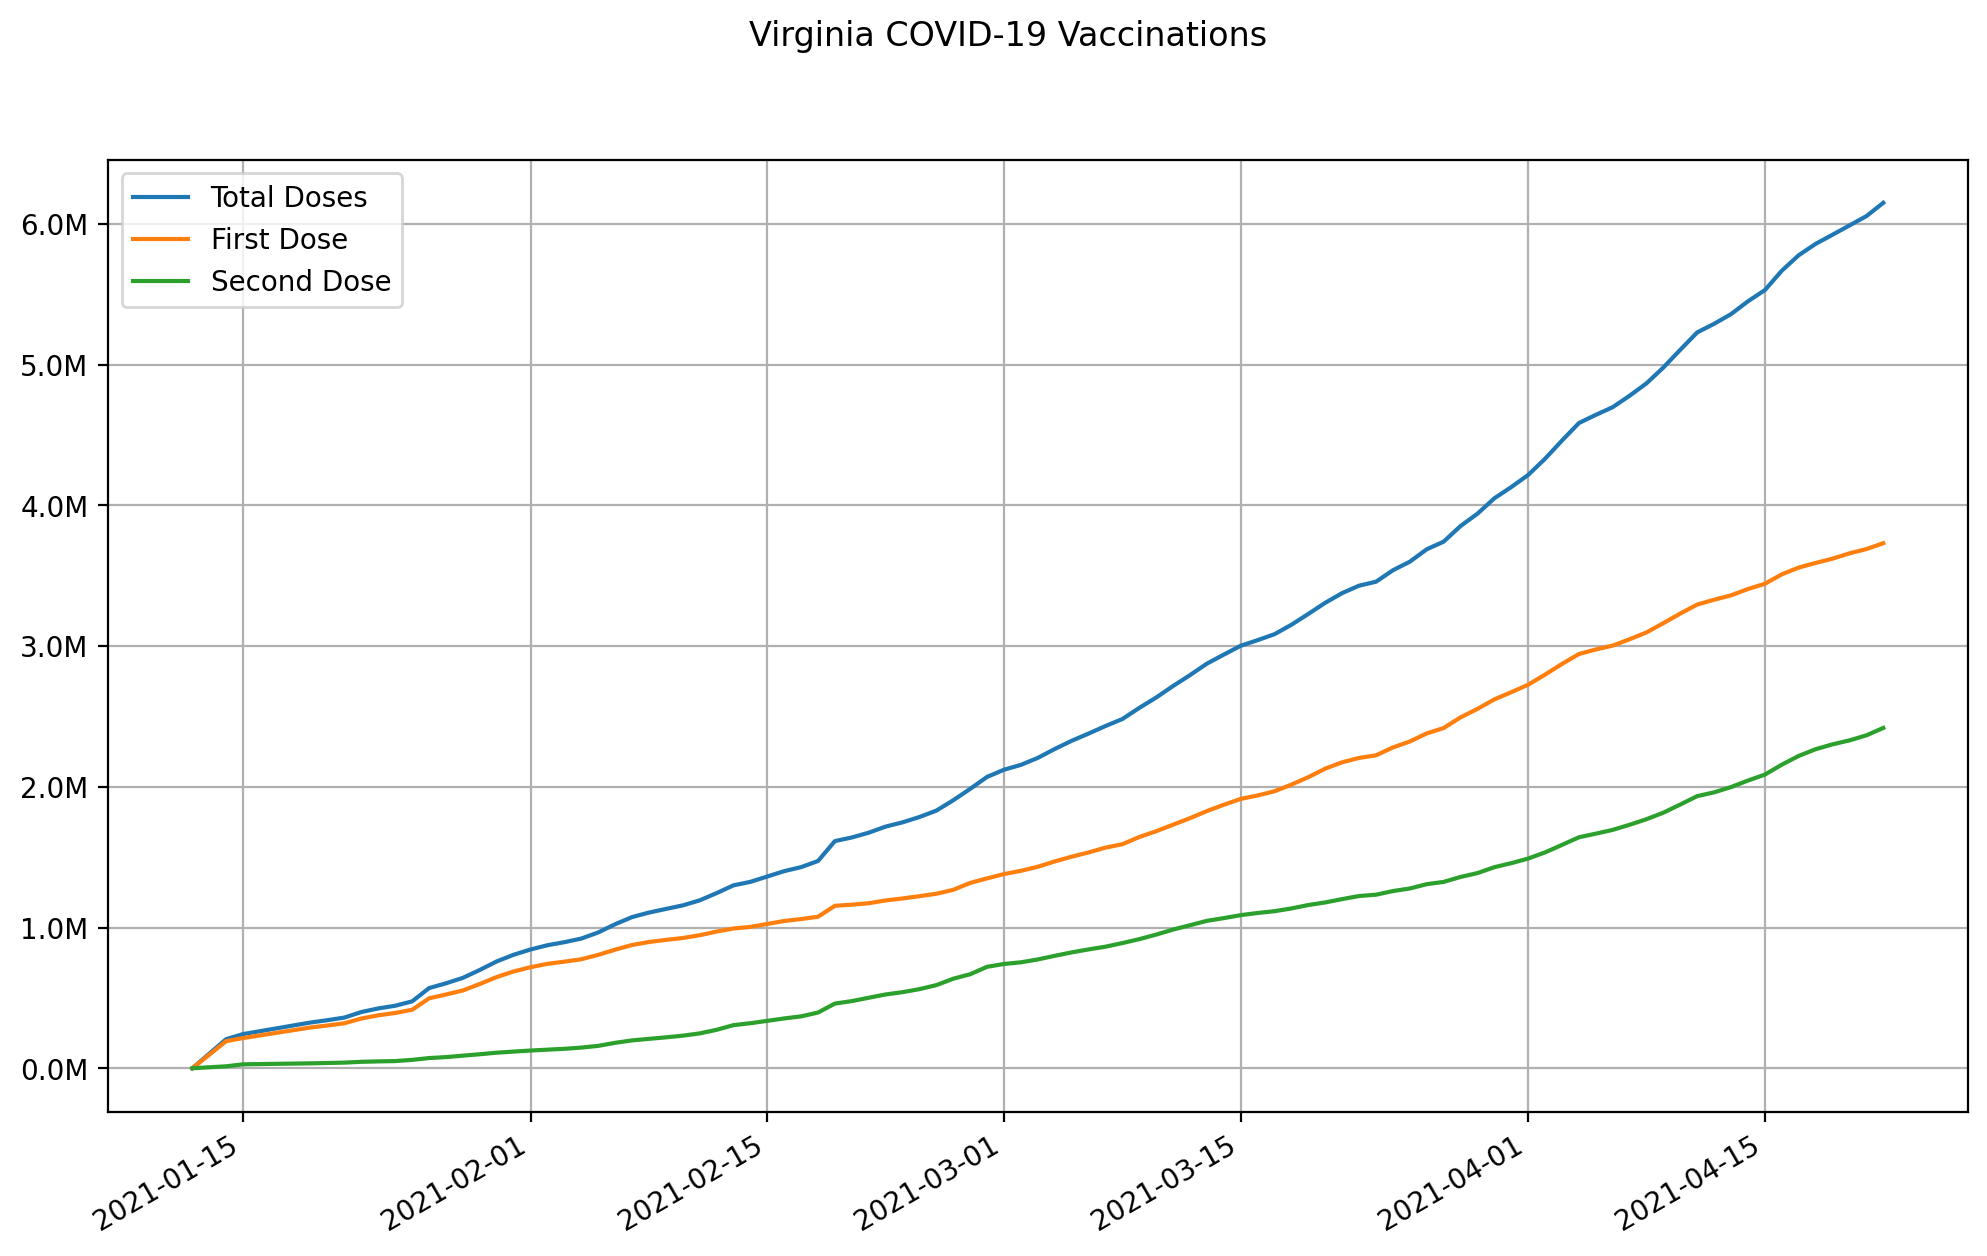 Virginia COVID-19 Vaccinations
Total Doses
First Dose
Second Dose
6.0M
5.0M
4.0M
3.0M
2.0M
1.0M
0.0M
2021-01-15
2021-02-01
2021-02-15
2021-03-01
2021-03-15
2021-04-01
2021-04-15